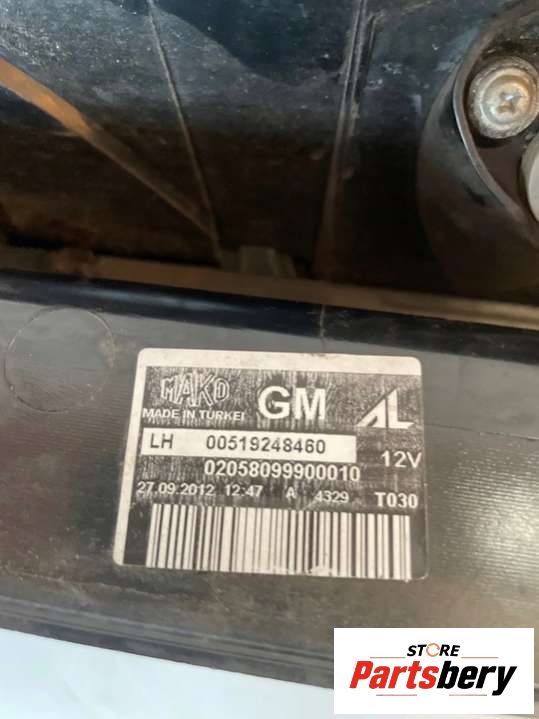 MAKO GM AL
MADE IN TURKEI
LH 00519248460
02058099900010 12V
27.09.2012 12:47 A 4329 T030
STORE
Partsbery